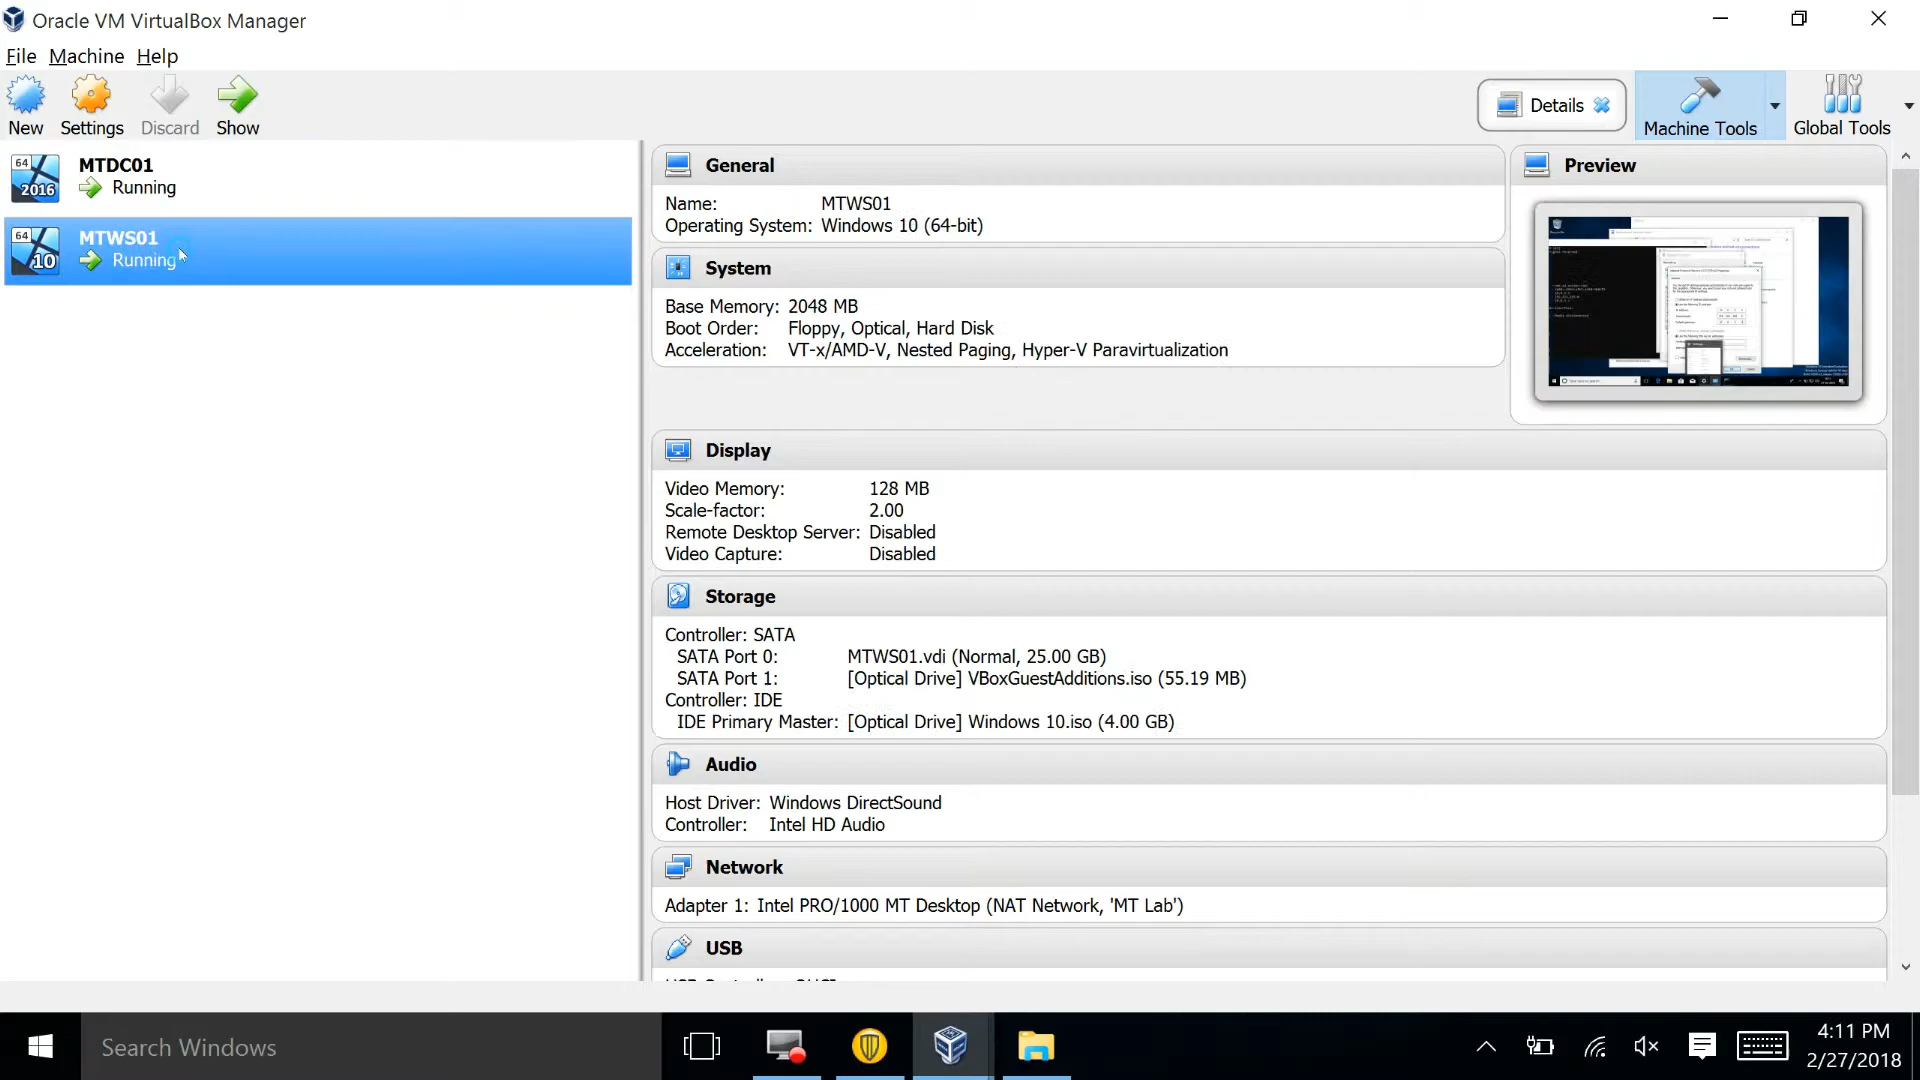 Oracle VM VirtualBox Manager
File Machine Help
New Settings Discard Show
Details
Machine Tools
Global Tools
64
2016
MTDC01
Running
64
10
MTWS01
Running
General
Name: MTWS01
Operating System: Windows 10 (64-bit)
System
Base Memory: 2048 MB
Boot Order: Floppy, Optical, Hard Disk
Acceleration: VT-x/AMD-V, Nested Paging, Hyper-V Paravirtualization
Preview
Display
Video Memory: 128 MB
Scale-factor: 2.00
Remote Desktop Server: Disabled
Video Capture: Disabled
Storage
Controller: SATA
SATA Port 0: MTWS01.vdi (Normal, 25.00 GB)
SATA Port 1: [Optical Drive] VBoxGuestAdditions.iso (55.19 MB)
Controller: IDE
IDE Primary Master: [Optical Drive] Windows 10.iso (4.00 GB)
Audio
Host Driver: Windows DirectSound
Controller: Intel HD Audio
Network
Adapter 1: Intel PRO/1000 MT Desktop (NAT Network, 'MT Lab')
USB
Search Windows
4:11 PM
2/27/2018